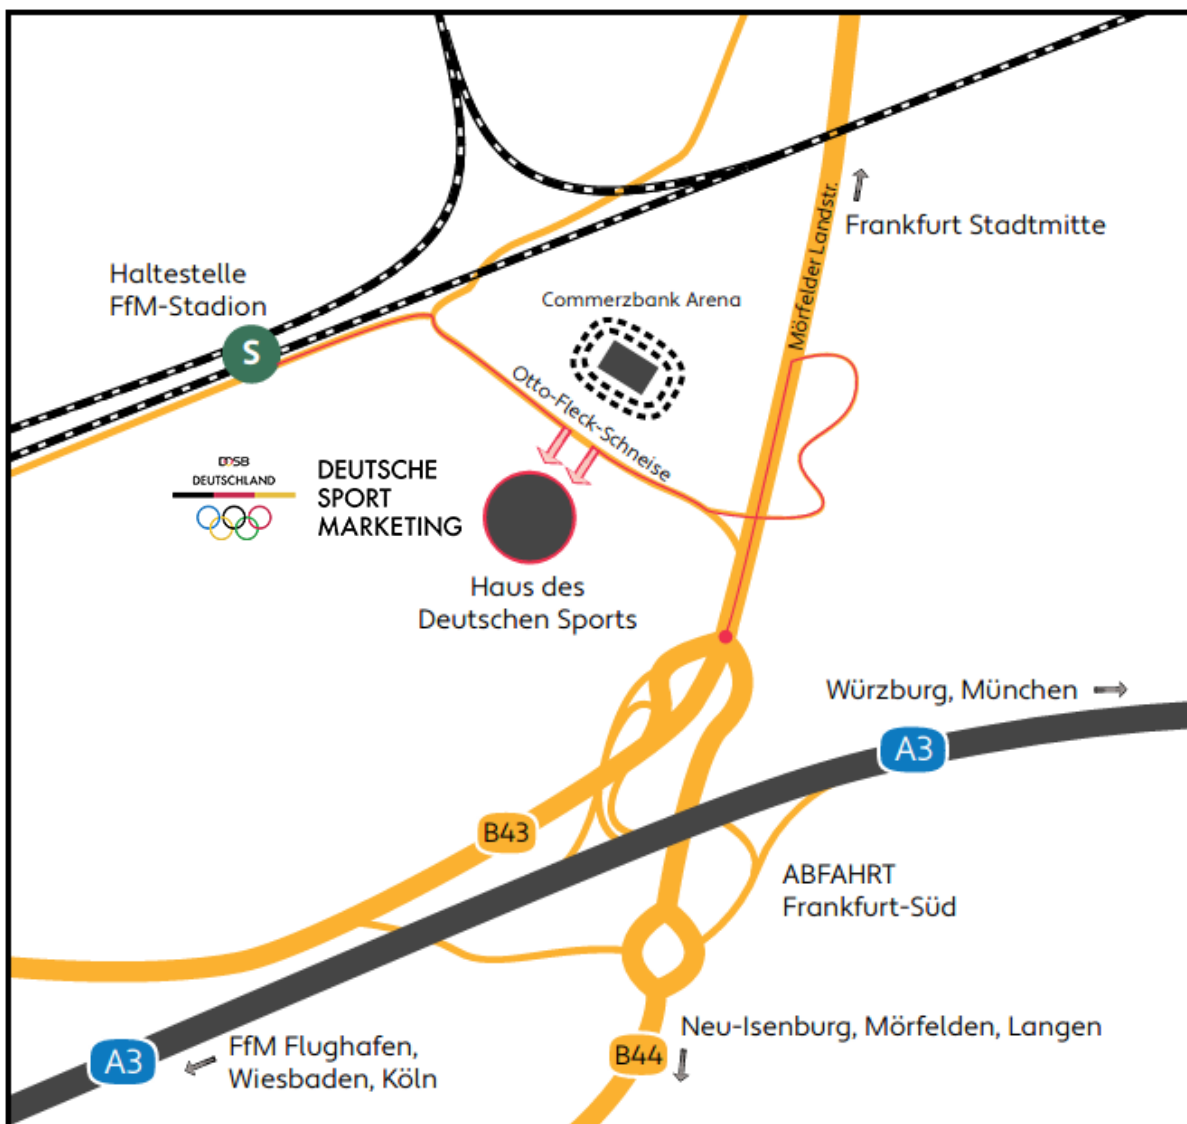 Mörfelder Landstr.
Frankfurt Stadtmitte
Haltestelle
FfM-Stadion
S
Commerzbank Arena
Otto-Fleck-Schneise
DOSB
DEUTSCHLAND
DEUTSCHE
SPORT
MARKETING
Haus des
Deutschen Sports
Würzburg, München
A3
B43
ABFAHRT
Frankfurt-Süd
Neu-Isenburg, Mörfelden, Langen
B44
A3
FfM Flughafen,
Wiesbaden, Köln